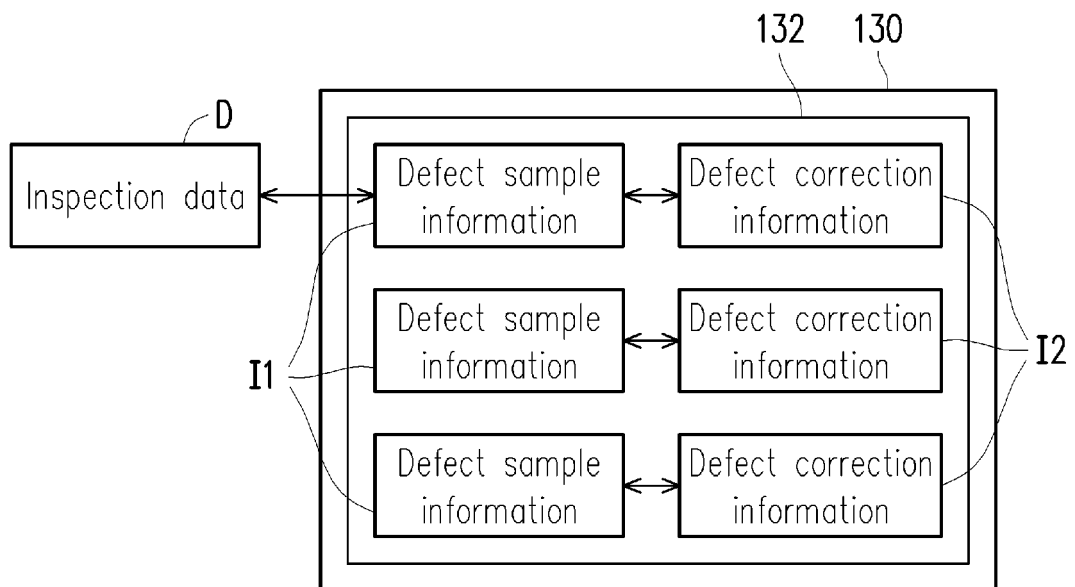 132 130
D
Inspection data
Defect sample
information
Defect correction
information
Defect sample
information
Defect correction
information
I1
I2
Defect sample
information
Defect correction
information